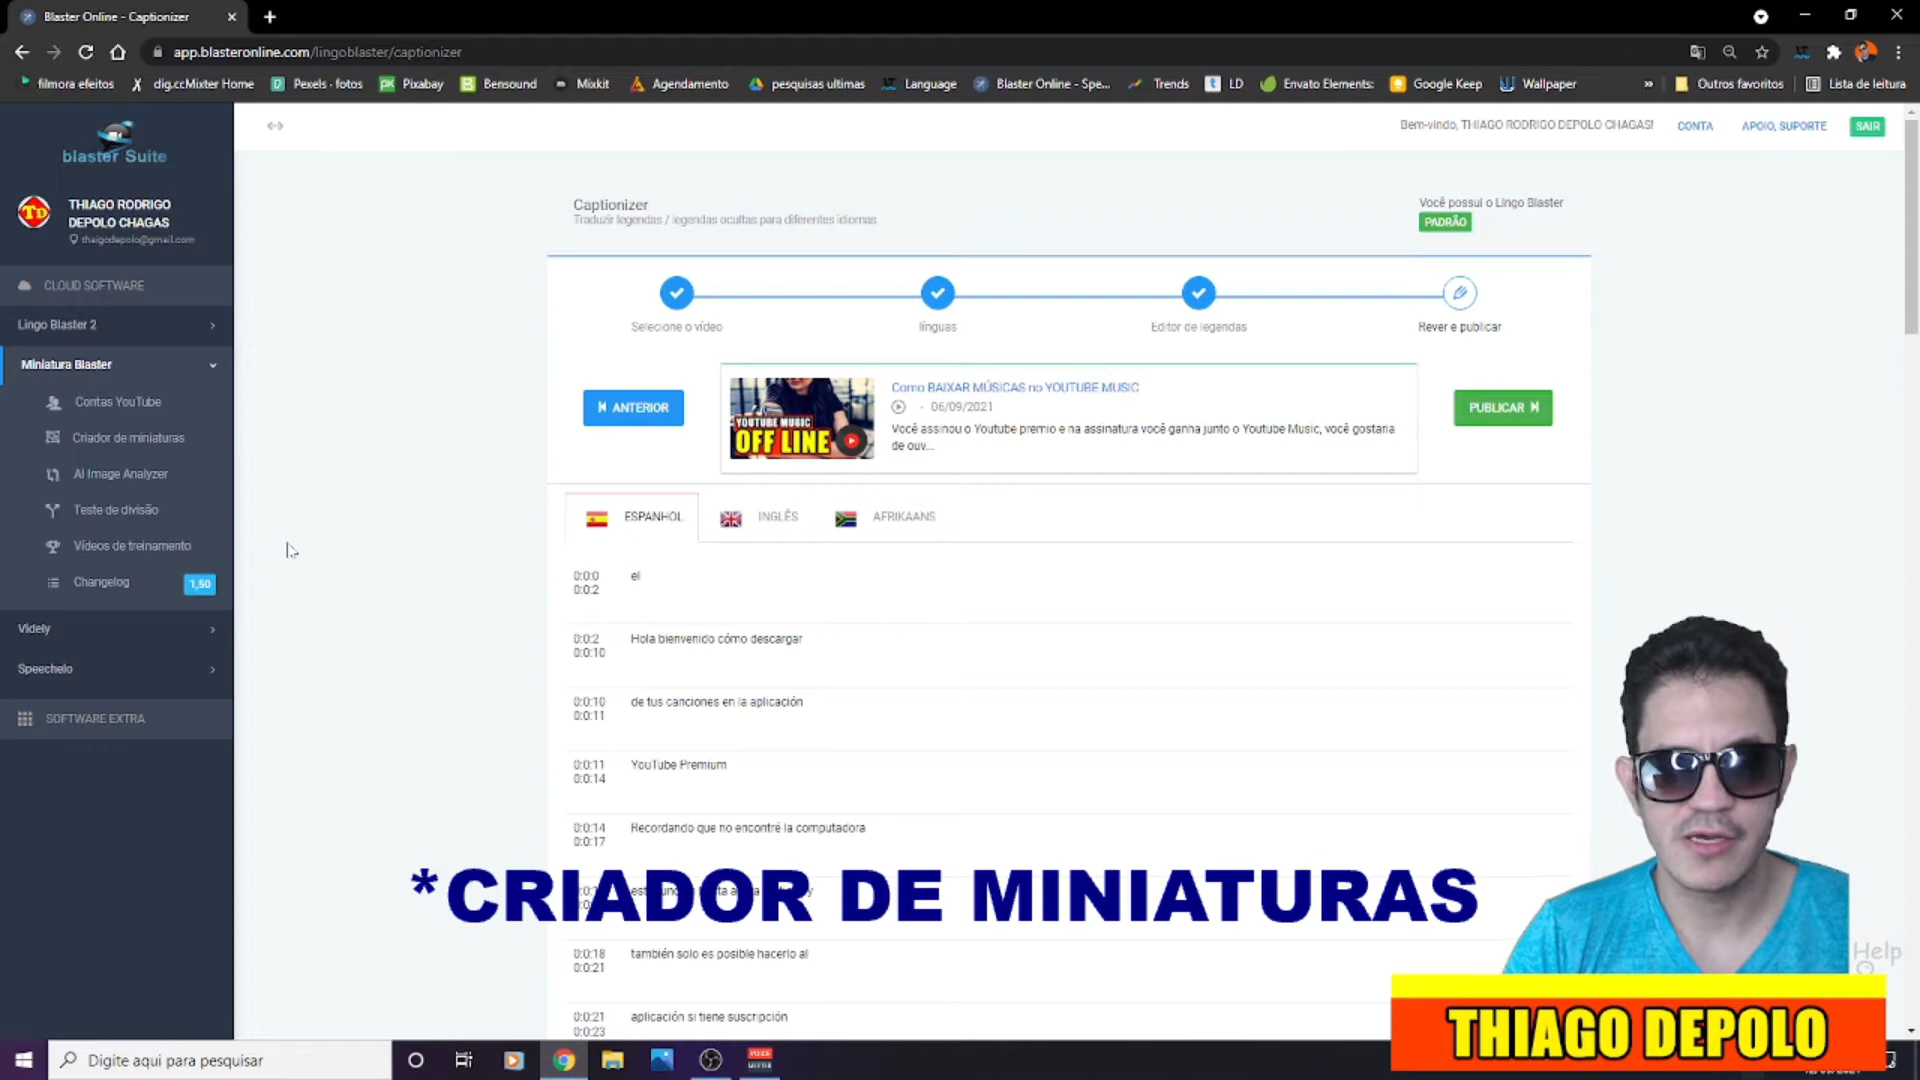 Blaster Online - Captionizer
app.blasteronline.com/lingoblaster/captionizer
filmora efeitos
dig.ccMixter Home
Pexels - fotos
Pixabay
Bensound
Mixkit
Agendamento
pesquisas ultimas
Language
Blaster Online - Spe...
Trends
LD
Envato Elements:
Google Keep
Wallpaper
»
Outros favoritos
Lista de leitura
blaster Suite
Bem-vindo, THIAGO RODRIGO DEPOLO CHAGAS!
CONTA
APOIO, SUPORTE
SAIR
TD
THIAGO RODRIGO
DEPOLO CHAGAS
thaigodepolo@gmail.com
CLOUD SOFTWARE
Lingo Blaster 2
Miniatura Blaster
Contas YouTube
Criador de miniaturas
AI Image Analyzer
Teste de divisão
Vídeos de treinamento
Changelog
1,50
Videly
Speechelo
SOFTWARE EXTRA
Captionizer
Traduzir legendas / legendas ocultas para diferentes idiomas
Você possui o Lingo Blaster
PADRÃO
Selecione o vídeo
línguas
Editor de legendas
Rever e publicar
ANTERIOR
YOUTUBE MUSIC
OFF LINE
Como BAIXAR MÚSICAS no YOUTUBE MUSIC
- 06/09/2021
Você assinou o Youtube premio e na assinatura você ganha junto o Youtube Music, você gostaria
de ouv...
PUBLICAR
ESPANHOL
INGLÊS
AFRIKAANS
0:0:0
0:0:2
el
0:0:2
0:0:10
Hola bienvenido cómo descargar
0:0:10
0:0:11
de tus canciones en la aplicación
0:0:11
0:0:14
YouTube Premium
0:0:14
0:0:17
Recordando que no encontré la computadora
*CRIADOR DE MINIATURAS
0:0:18
0:0:21
también solo es posible hacerlo al
0:0:21
0:0:23
aplicación si tiene suscripción
Help
THIAGO DEPOLO
Digite aqui para pesquisar
VOICE
MEETER